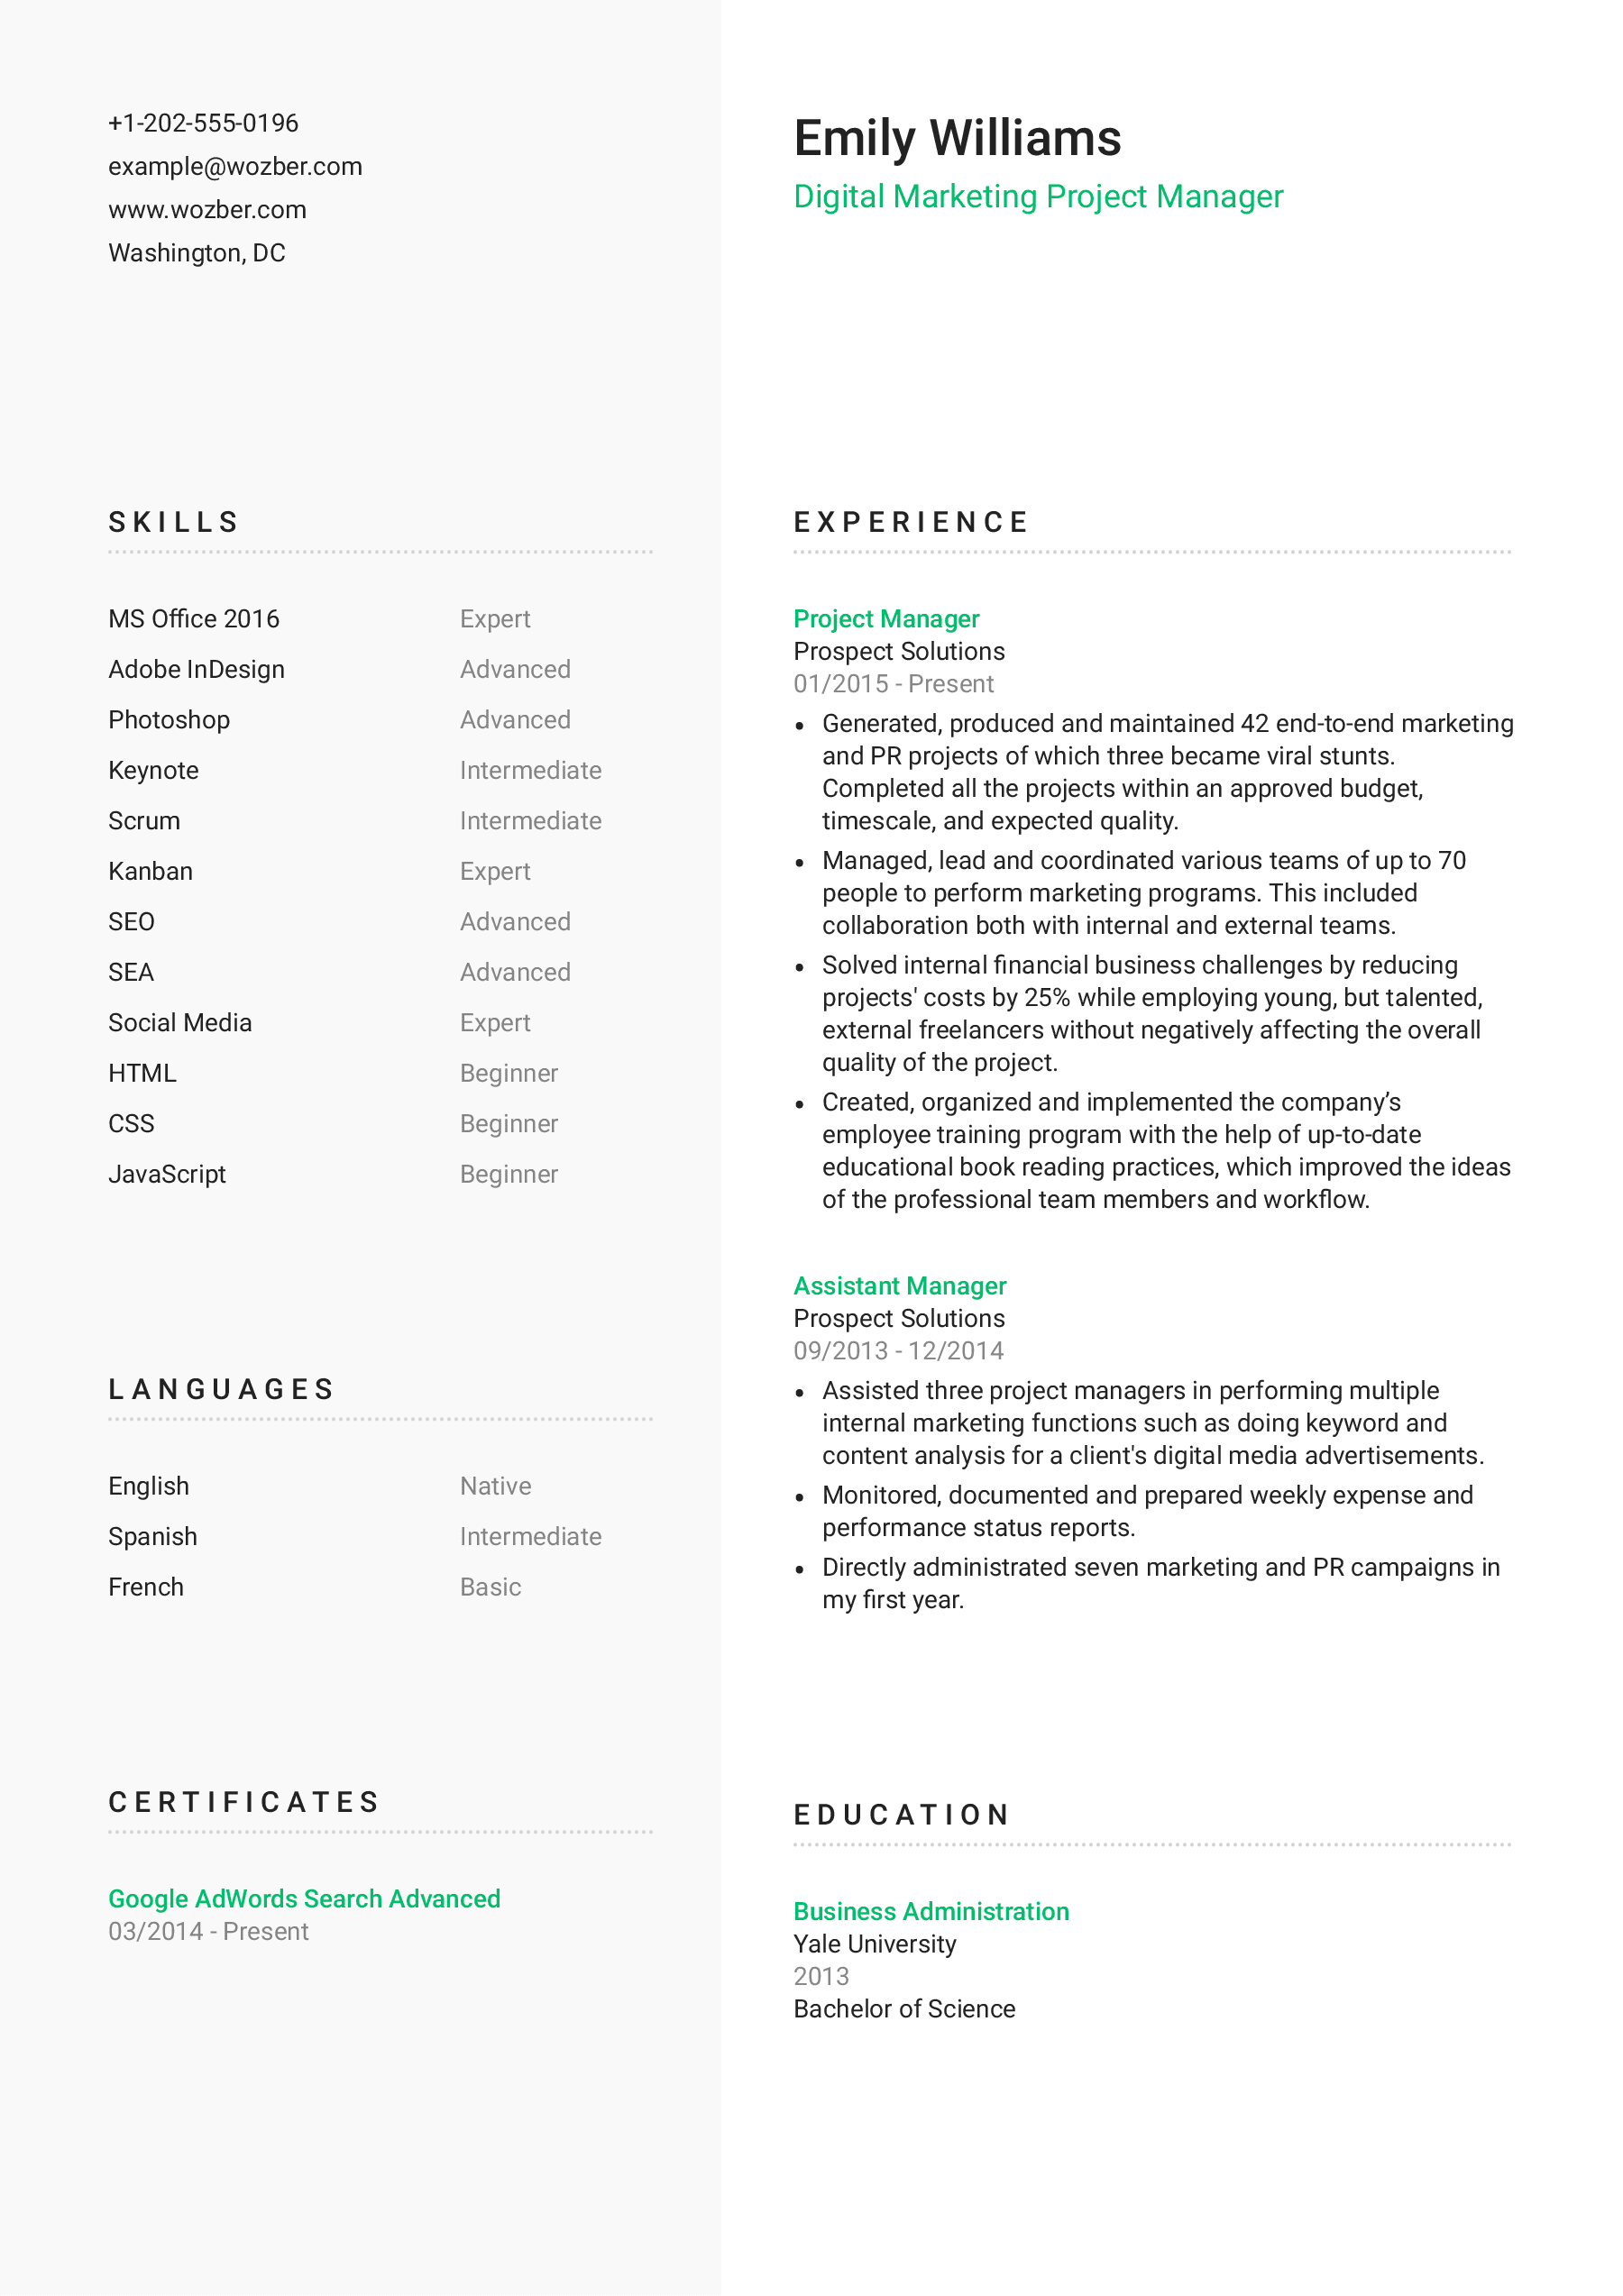 +1-202-555-0196
example@wozber.com
www.wozber.com
Washington, DC
SKILLS
MS Office 2016 Expert
Adobe InDesign Advanced
Photoshop Advanced
Keynote Intermediate
Scrum Intermediate
Kanban Expert
SEO Advanced
SEA Advanced
Social Media Expert
HTML Beginner
CSS Beginner
JavaScript Beginner
LANGUAGES
English Native
Spanish Intermediate
French Basic
CERTIFICATES
Google AdWords Search Advanced
03/2014 - Present
Emily Williams
Digital Marketing Project Manager
EXPERIENCE
Project Manager
Prospect Solutions
01/2015 - Present
• Generated, produced and maintained 42 end-to-end marketing
and PR projects of which three became viral stunts.
Completed all the projects within an approved budget,
timescale, and expected quality.
• Managed, lead and coordinated various teams of up to 70
people to perform marketing programs. This included
collaboration both with internal and external teams.
• Solved internal financial business challenges by reducing
projects' costs by 25% while employing young, but talented,
external freelancers without negatively affecting the overall
quality of the project.
• Created, organized and implemented the company’s
employee training program with the help of up-to-date
educational book reading practices, which improved the ideas
of the professional team members and workflow.
Assistant Manager
Prospect Solutions
09/2013 - 12/2014
• Assisted three project managers in performing multiple
internal marketing functions such as doing keyword and
content analysis for a client's digital media advertisements.
• Monitored, documented and prepared weekly expense and
performance status reports.
• Directly administrated seven marketing and PR campaigns in
my first year.
EDUCATION
Business Administration
Yale University
2013
Bachelor of Science